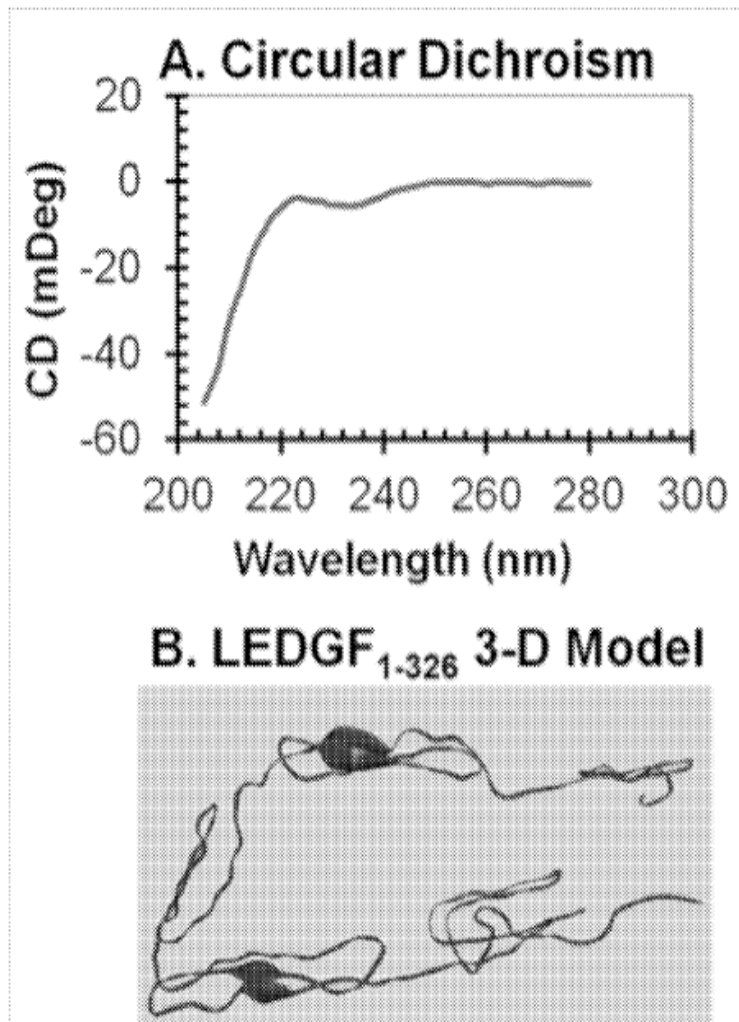 A. Circular Dichroism
20
0
-20
-40
-60
CD (mDeg)
200 220 240 260 280 300
Wavelength (nm)
B. LEDGF1-326 3-D Model